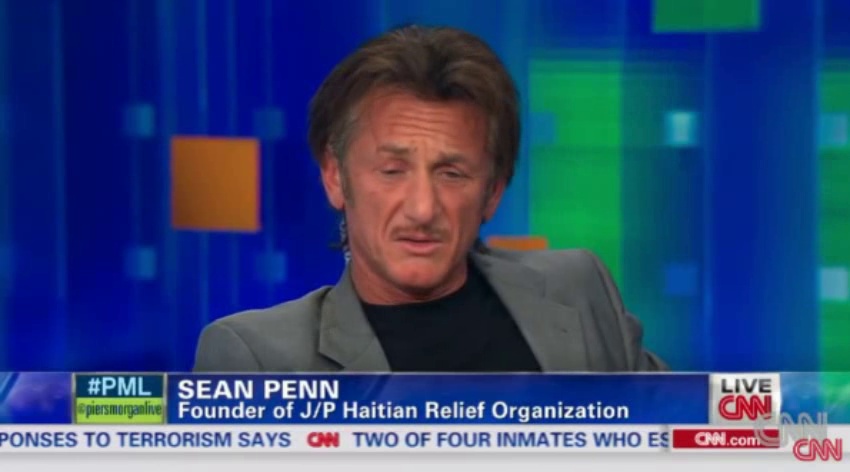 #PML
@piersmorganlive
SEAN PENN
Founder of J/P Haitian Relief Organization
LIVE
CNN
PONSES TO TERRORISM SAYS CNN TWO OF FOUR INMATES WHO ES
CNN.com
CNN
CNN